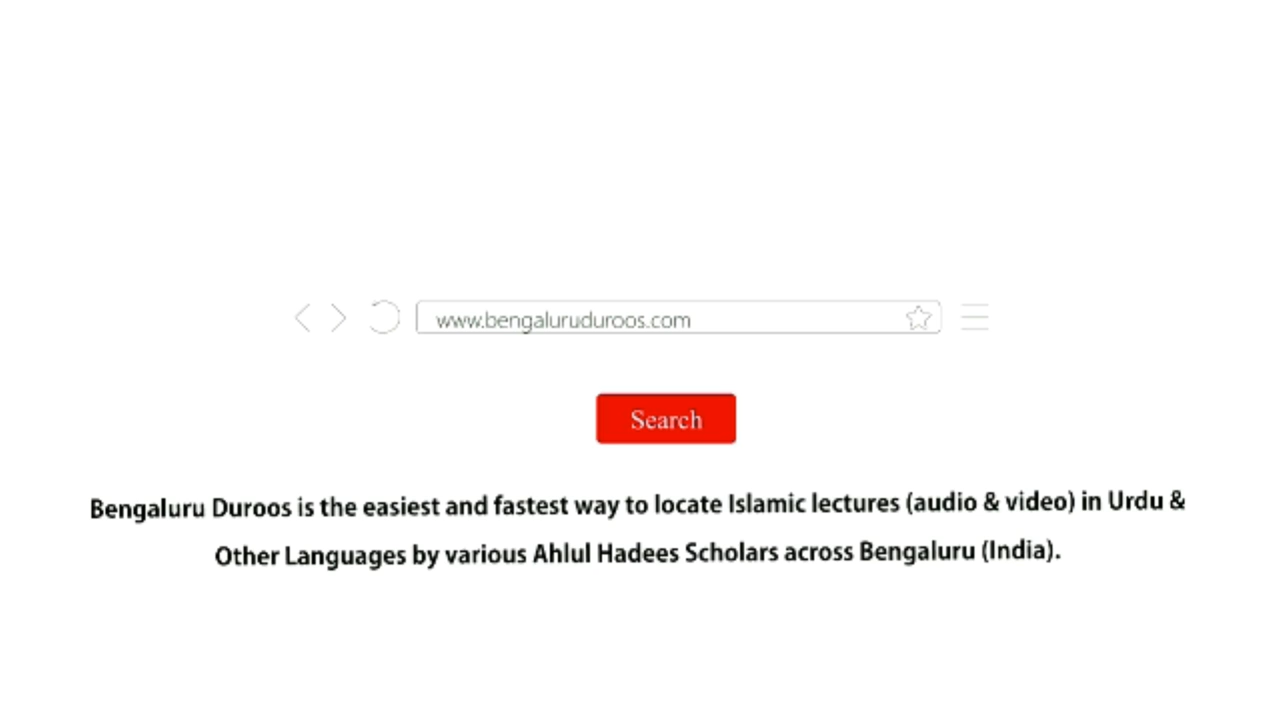 www.bengaluruduroos.com
Search
Bengaluru Duroos is the easiest and fastest way to locate Islamic lectures (audio & video) in Urdu &
Other Languages by various Ahlul Hadees Scholars across Bengaluru (India).